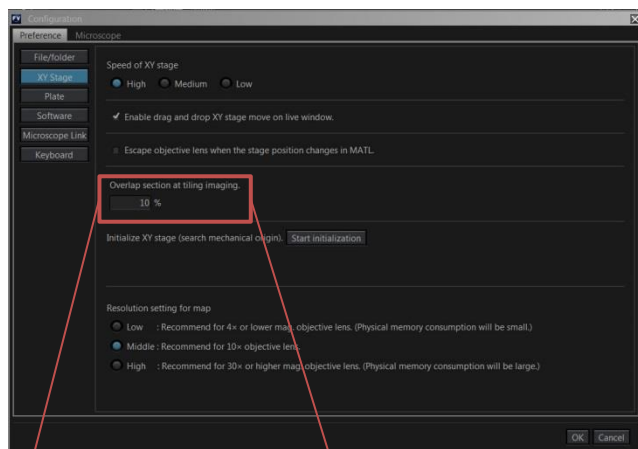 FV Configuration
Preference Microscope
File/folder
XY Stage
Plate
Software
Microscope Link
Keyboard
Speed of XY stage
High Medium Low
Enable drag and drop XY stage move on live window.
Escape objective lens when the stage position changes in MATL.
Overlap section at tiling imaging.
10 %
Initialize XY stage (search mechanical origin). Start initialization
Resolution setting for map
Low : Recommend for 4× or lower mag. objective lens. (Physical memory consumption will be small.)
Middle : Recommend for 10× objective lens.
High : Recommend for 30× or higher mag. objective lens. (Physical memory consumption will be large.)
OK Cancel